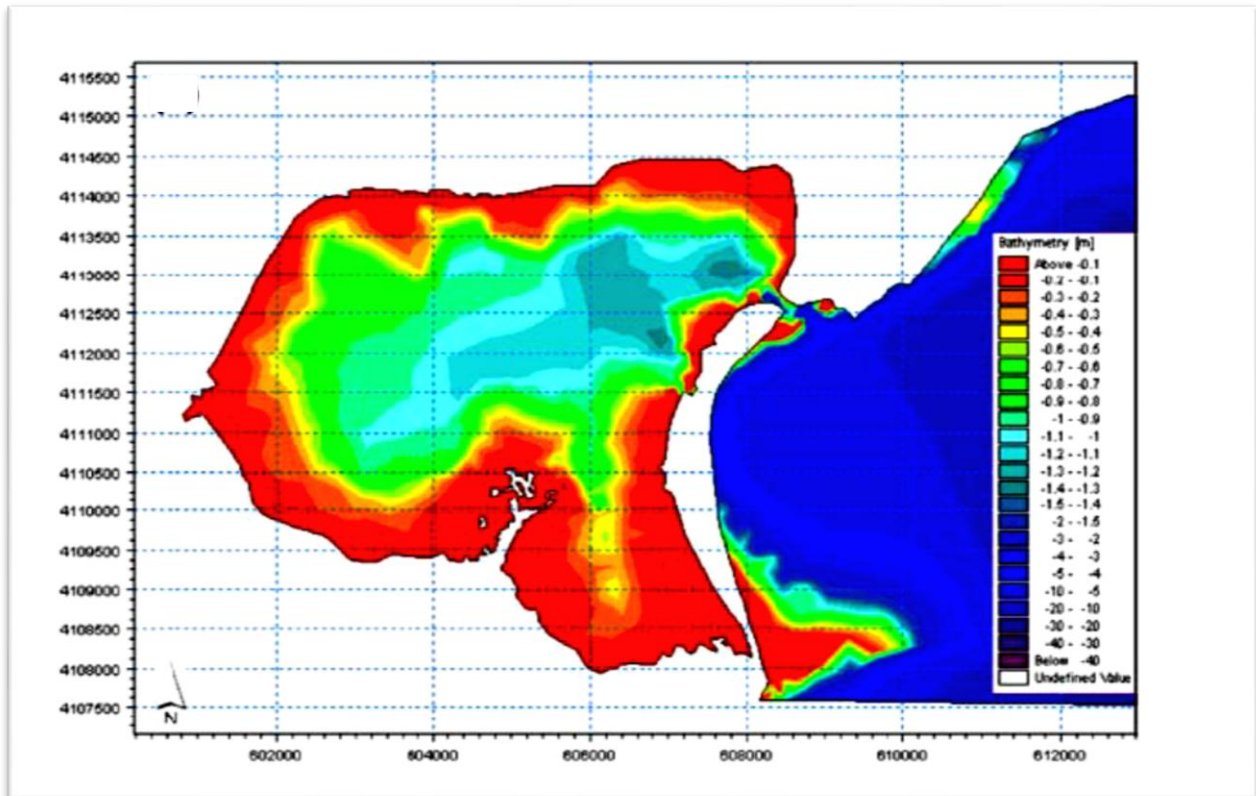 4115500
4115000
4114500
4114000
4113500
4113000
4112500
4112000
4111500
4111000
4110500
4110000
4109500
4109000
4108500
4108000
4107500
602000
604000
606000
608000
610000
612000
N
Bathymetry [m]
Above -0.1
-0.2 - -0.1
-0.3 - -0.2
-0.4 - -0.3
-0.5 - -0.4
-0.6 - -0.5
-0.7 - -0.6
-0.8 - -0.7
-0.9 - -0.8
-1 - -0.9
-1.1 - -1
-1.2 - -1.1
-1.3 - -1.2
-1.4 - -1.3
-1.5 - -1.4
-2 - -1.5
-3 - -2
-4 - -3
-5 - -4
-10 - -5
-20 - -10
-30 - -20
-40 - -30
Below -40
Undefined Value